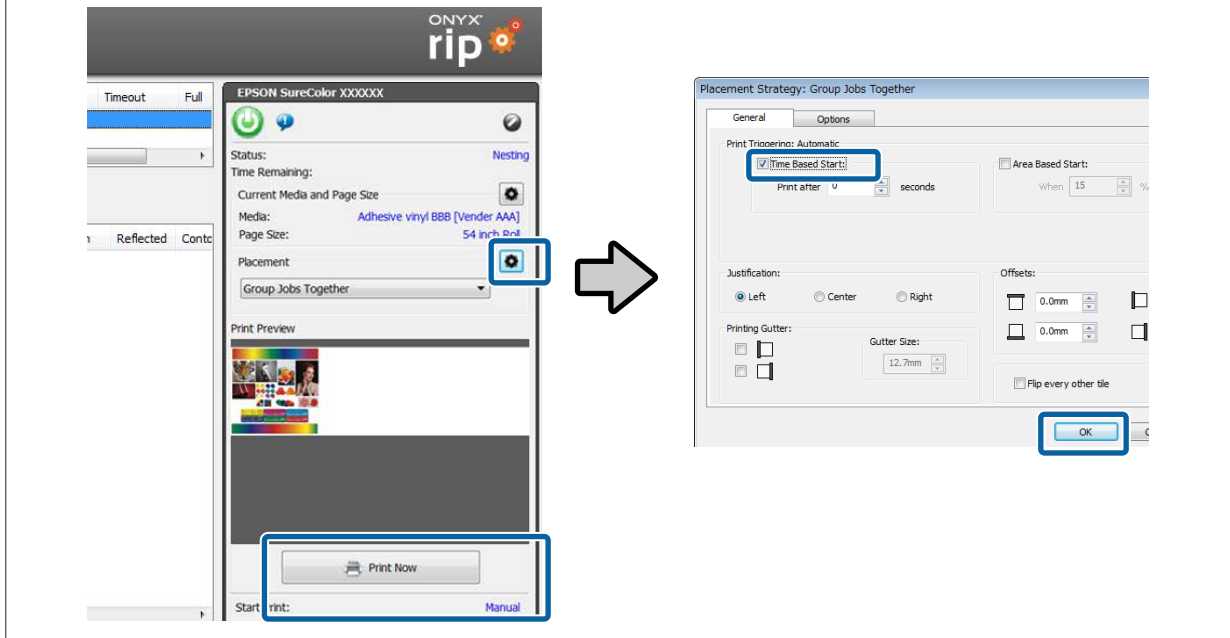 ONYX
rip
Timeout Full
EPSON SureColor XXXXXX
Status: Nesting
Time Remaining:
Current Media and Page Size
Media: Adhesive vinyl BBB [Vender AAA]
Page Size: 54 inch Roll
Reflected
Placement
Group Jobs Together
Print Preview
Print Now
Start Print: Manual
Placement Strategy: Group Jobs Together
General Options
Print Triggering: Automatic
Time Based Start: Area Based Start:
Print after 0 seconds When 15 %
Justification: Offsets:
Left Center Right 0.0mm
Printing Gutter: 0.0mm
Gutter Size:
12.7mm
Flip every other tile
OK